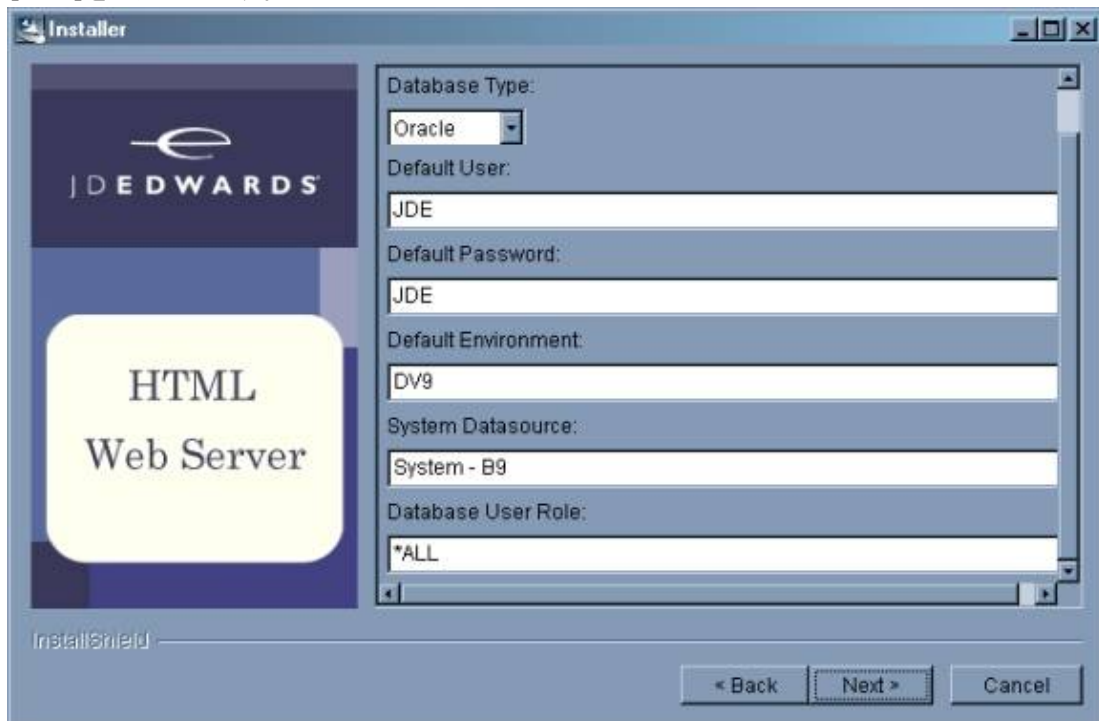 Installer
JDEDWARDS
HTML
Web Server
Database Type:
Oracle
Default User:
JDE
Default Password:
JDE
Default Environment:
DV9
System Datasource:
System - B9
Database User Role:
*ALL
InstallShield
< Back
Next >
Cancel